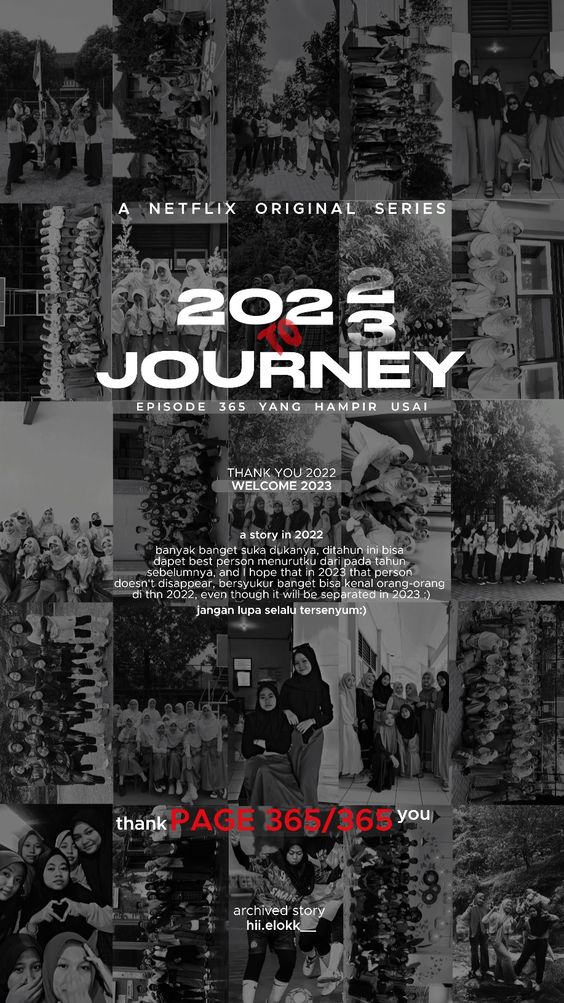 A NETFLIX ORIGINAL SERIES
202 2
TO 3
JOURNEY
EPISODE 365 YANG HAMPIR USAI
THANK YOU 2022
WELCOME 2023
a story in 2022
banyak banget suka dukanya, ditahun ini bisa
dapet best person menurutku dari pada tahun
sebelumnya, and I hope that in 2023 that person
doesn't disappear, bersyukur banget bisa kenal orang-orang
di thn 2022, even though it will be separated in 2023 :)
jangan lupa selalu tersenyum:)
thank PAGE 365/365 you
archived story
hii.elokk__